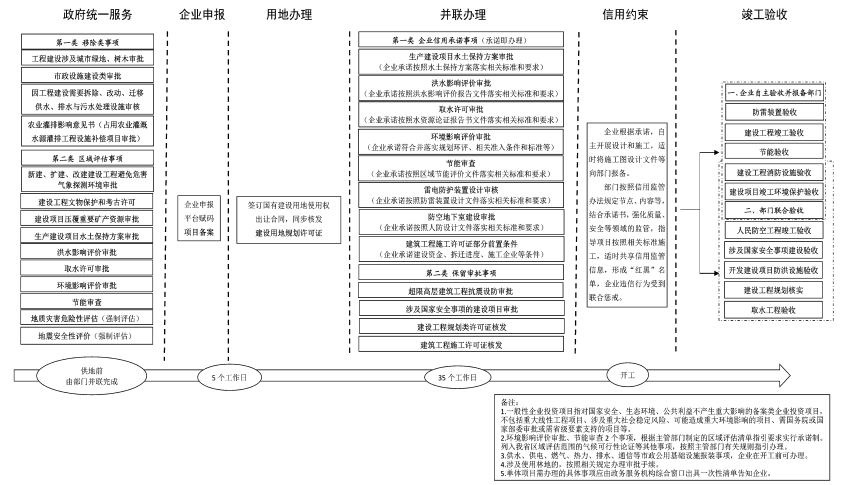 政府统一服务
企业申报
用地办理
并联办理
信用约束
竣工验收
第一类 移除类事项
工程建设涉及城市绿地、树木审批
市政设施建设类审批
因工程建设需要拆除、改动、迁移
供水、排水与污水处理设施审核
农业灌排影响意见书（占用农业灌溉
水源灌排工程设施补偿项目审批）
第二类 区域评估事项
新建、扩建、改建建设工程避免危害
气象探测环境审批
建设工程文物保护和考古许可
建设项目压覆重要矿产资源审批
生产建设项目水土保持方案审批
洪水影响评价审批
取水许可审批
环境影响评价审批
节能审查
地质灾害危险性评估（强制评估）
地震安全性评价（强制评估）
企业申报
平台赋码
项目备案
签订国有建设用地使用权
出让合同，同步核发
建设用地规划许可证
第一类 企业信用承诺事项（承诺即办理）
生产建设项目水土保持方案审批
（企业承诺按照水土保持方案落实相关标准和要求）
洪水影响评价审批
（企业承诺按照洪水影响评价报告文件落实相关标准和要求）
取水许可审批
（企业承诺按照水资源论证报告书文件落实相关标准和要求）
环境影响评价审批
（企业承诺符合并落实规划环评、相关准入条件和标准等）
节能审查
（企业承诺按照区域节能评价文件落实相关标准和要求）
雷电防护装置设计审核
（企业承诺按照防雷装置设计文件落实相关标准和要求）
防空地下室建设审批
（企业承诺按照人防设计文件落实相关标准和要求）
建筑工程施工许可证部分前置条件
（企业承诺建设资金、拆迁进度、施工企业等条件）
第二类 保留审批事项
超限高层建筑工程抗震设防审批
涉及国家安全事项的建设项目审批
建设工程规划类许可证核发
建筑工程施工许可证核发
企业根据承诺，自
主开展设计和施工，适
时将施工图设计文件等
向部门报备。
部门按照信用监管
办法规定节点、内容等，
结合承诺书，强化质量、
安全等领域的监管，指
导项目按照相关标准施
工，适时共享信用监管
信息，形成“红黑”名
单，企业违信行为受到
联合惩戒。
一、企业自主验收并报备部门
防雷装置验收
建设工程竣工验收
节能验收
建设工程消防设施验收
建设项目竣工环境保护验收
二、部门联合验收
人民防空工程竣工验收
涉及国家安全事项建设验收
开发建设项目防洪设施验收
建设工程规划核实
取水工程验收
供地前
由部门并联完成
5 个工作日
35 个工作日
开工
备注：
1.一般性企业投资项目指对国家安全、生态环境、公共利益不产生重大影响的备案类企业投资项目，
不包括重大线性工程项目、涉及重大社会稳定风险、可能造成重大环境影响的项目、需国务院或国
家部委审批或需省级要素支持的项目等。
2.环境影响评价审批、节能审查 2 个事项，根据主管部门制定的区域评估清单指引要求实行承诺制。
列入我省区域评估范围的气候可行性论证等其他事项，按照主管部门有关规则指引办理。
3.供水、供电、燃气、热力、排水、通信等市政公用基础设施报装事项，企业在开工前可办理。
4.涉及使用林地的，按照相关规定办理审批手续。
5.单体项目需办理的具体事项应由政务服务机构综合窗口出具一次性清单告知企业。